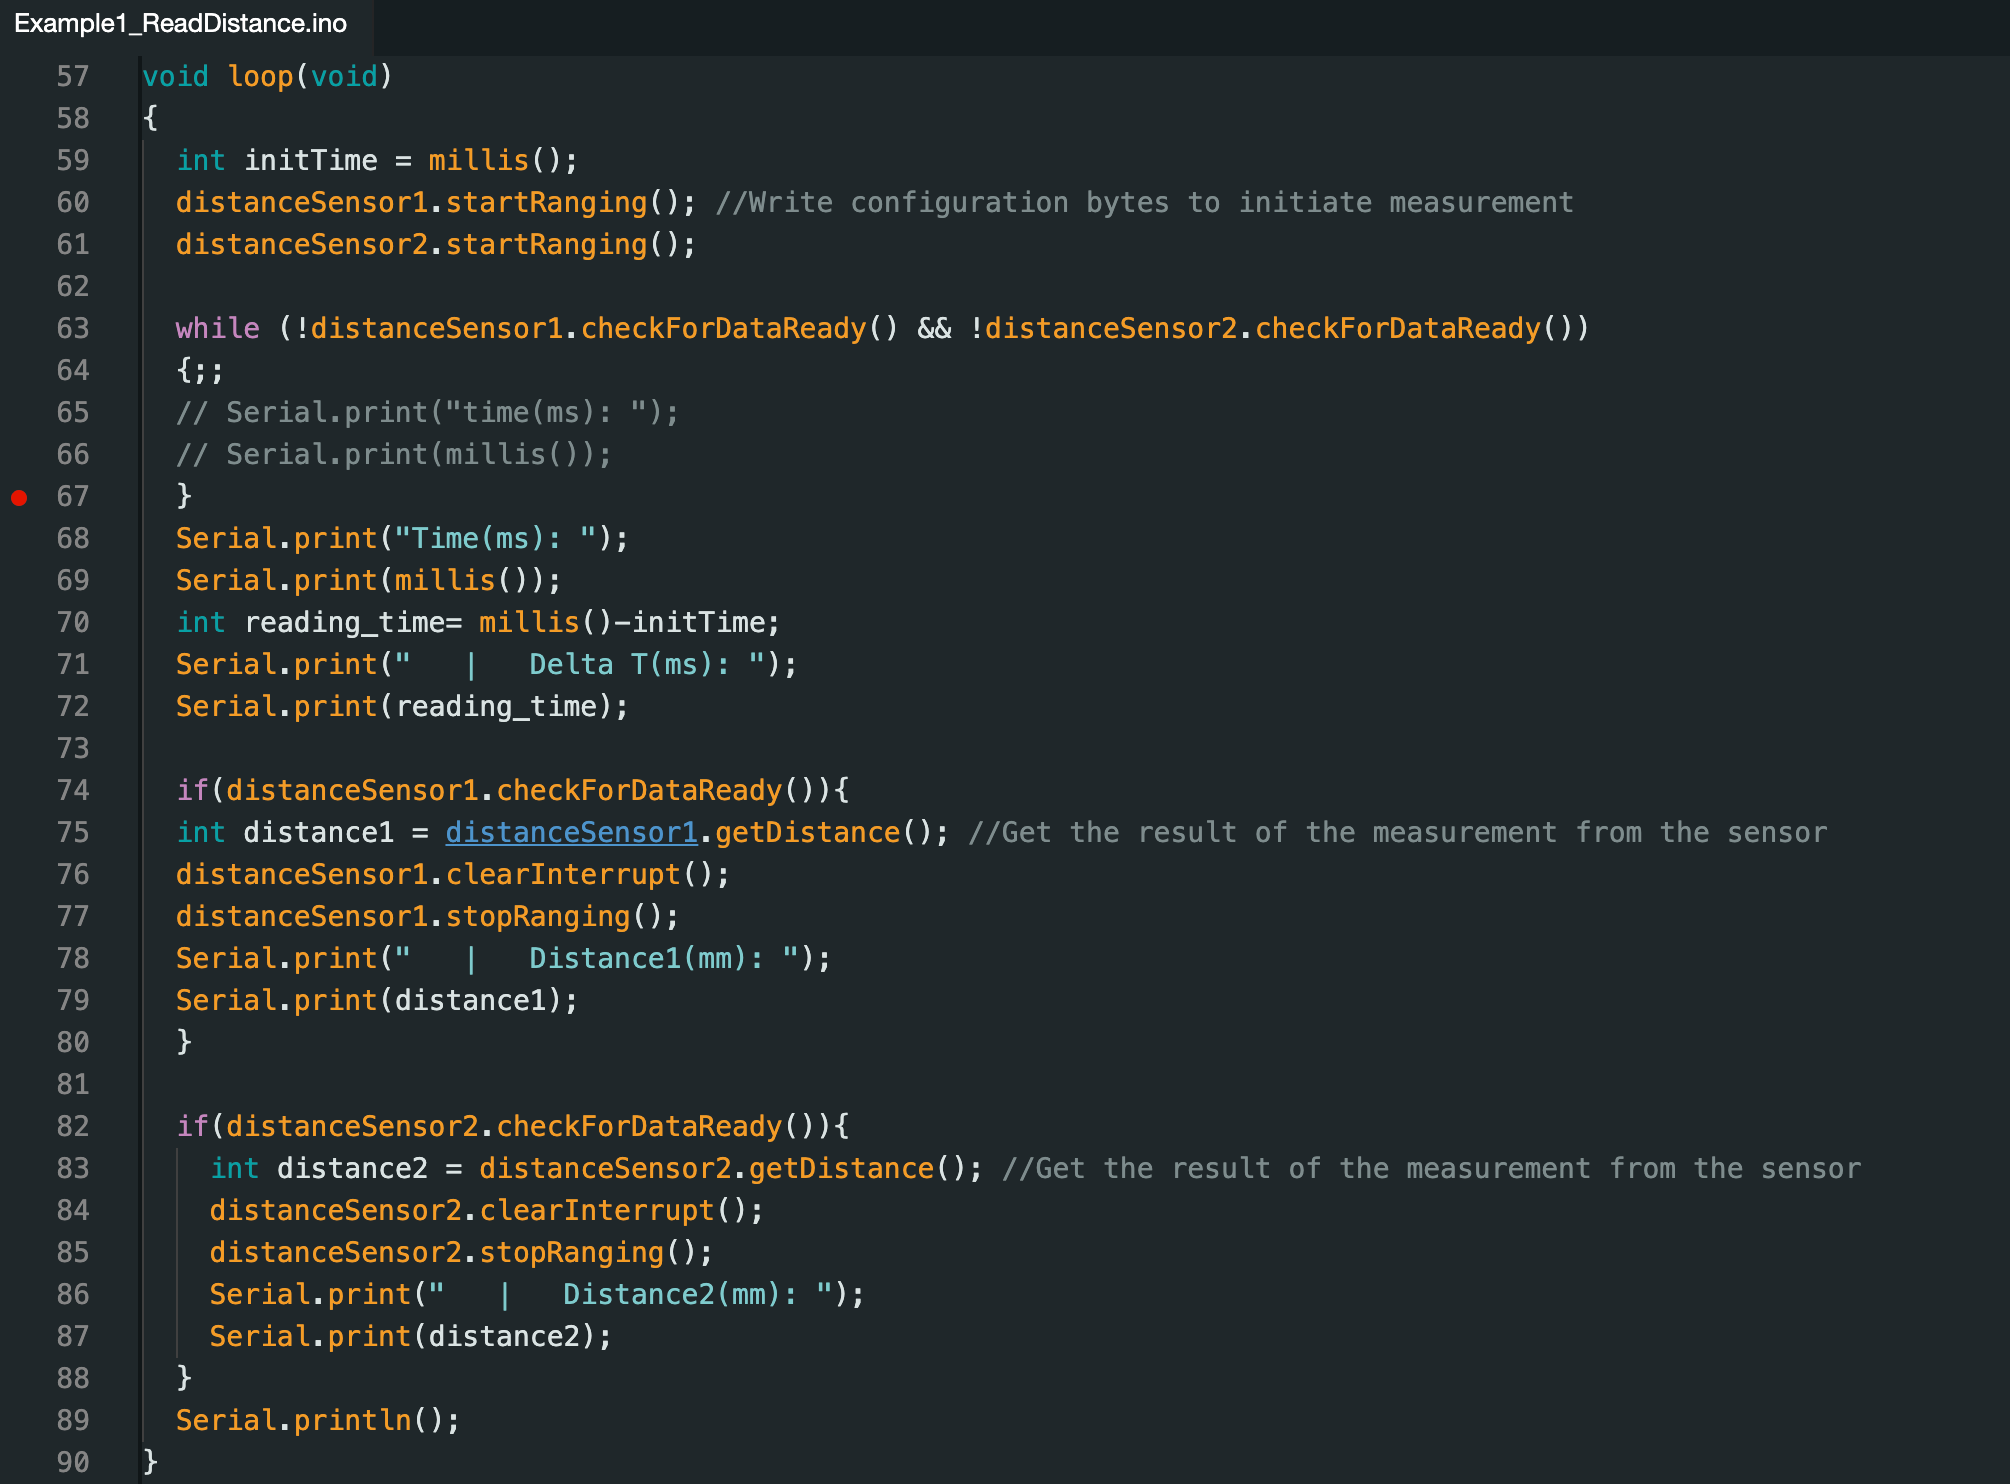 Example1_ReadDistance.ino
57 void loop(void)
58 {
59   int initTime = millis();
60   distanceSensor1.startRanging(); //Write configuration bytes to initiate measurement
61   distanceSensor2.startRanging();
62
63   while (!distanceSensor1.checkForDataReady() && !distanceSensor2.checkForDataReady())
64   {;;
65   // Serial.print("time(ms): ");
66   // Serial.print(millis());
67   }
68   Serial.print("Time(ms): ");
69   Serial.print(millis());
70   int reading_time= millis()-initTime;
71   Serial.print("   |   Delta T(ms): ");
72   Serial.print(reading_time);
73
74   if(distanceSensor1.checkForDataReady()){
75   int distance1 = distanceSensor1.getDistance(); //Get the result of the measurement from the sensor
76   distanceSensor1.clearInterrupt();
77   distanceSensor1.stopRanging();
78   Serial.print("   |   Distance1(mm): ");
79   Serial.print(distance1);
80   }
81
82   if(distanceSensor2.checkForDataReady()){
83     int distance2 = distanceSensor2.getDistance(); //Get the result of the measurement from the sensor
84     distanceSensor2.clearInterrupt();
85     distanceSensor2.stopRanging();
86     Serial.print("   |   Distance2(mm): ");
87     Serial.print(distance2);
88   }
89   Serial.println();
90 }